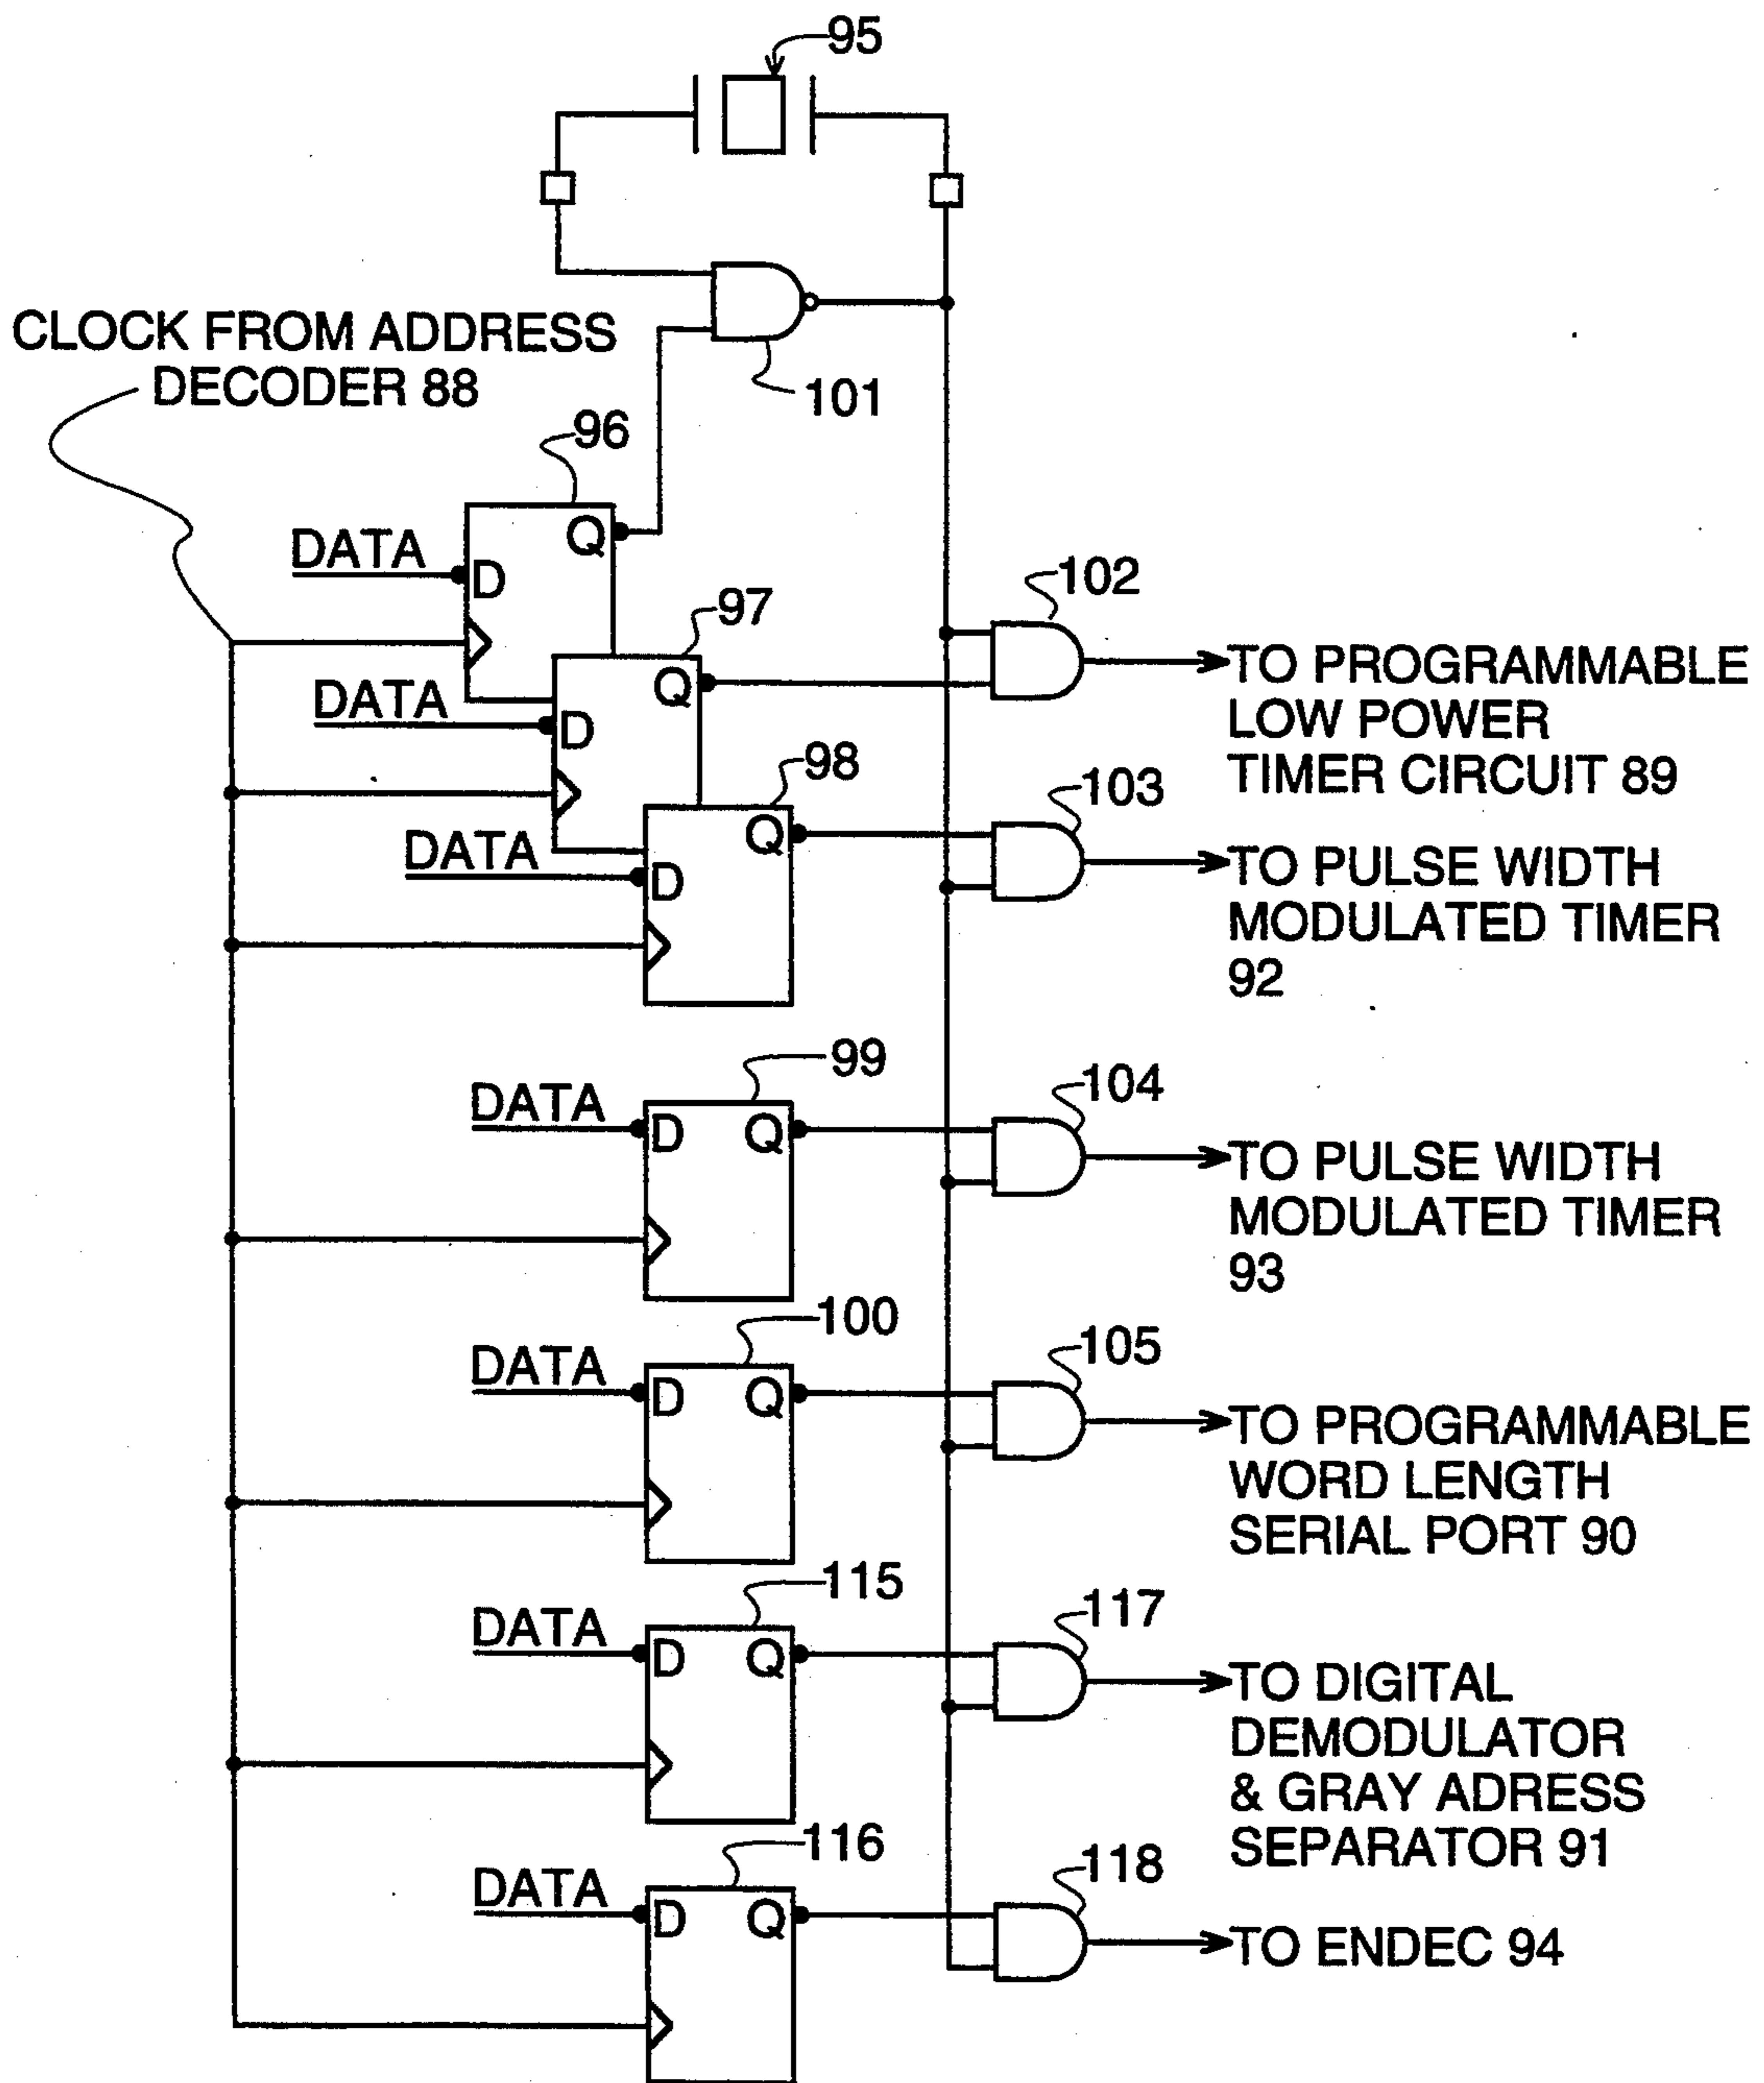 95
CLOCK FROM ADDRESS
DECODER 88
101
96
Q
DATA
D
97
Q
DATA
D
98
Q
DATA
D
102
TO PROGRAMMABLE
LOW POWER
TIMER CIRCUIT 89
103
TO PULSE WIDTH
MODULATED TIMER
92
99
DATA
D
Q
104
TO PULSE WIDTH
MODULATED TIMER
93
100
DATA
D
Q
105
TO PROGRAMMABLE
WORD LENGTH
SERIAL PORT 90
115
DATA
D
Q
117
TO DIGITAL
DEMODULATOR
& GRAY ADRESS
SEPARATOR 91
116
DATA
D
Q
118
TO ENDEC 94